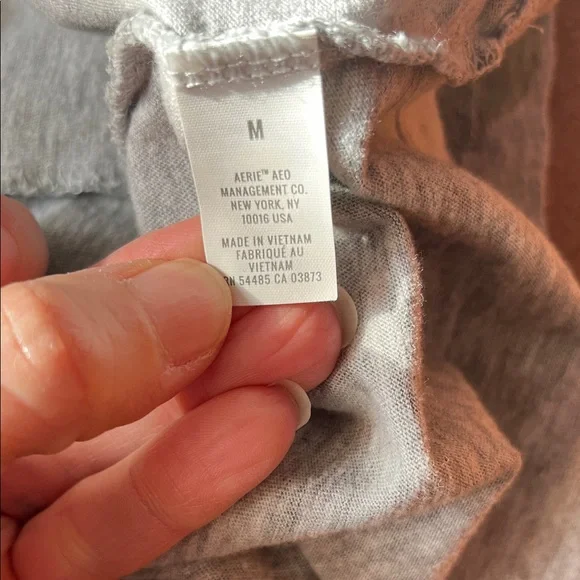 M
AERIE™ AEO
MANAGEMENT CO.
NEW YORK, NY
10016 USA
MADE IN VIETNAM
FABRIQUÉ AU
VIETNAM
RN 54485 CA 03873